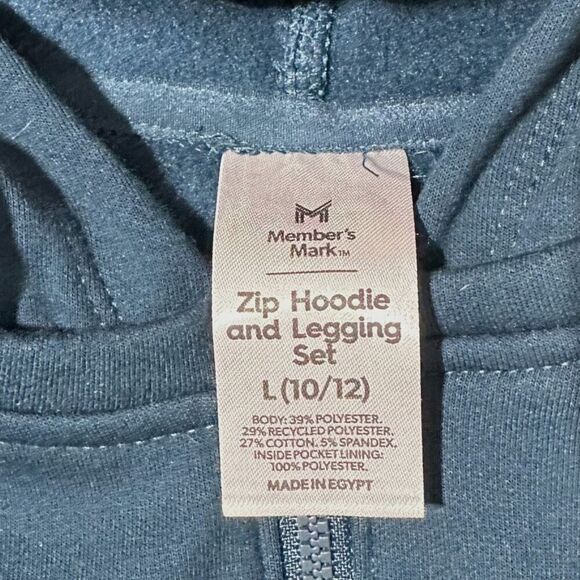 Member's
Mark™
Zip Hoodie
and Legging
Set
L (10/12)
BODY: 39% POLYESTER.
29% RECYCLED POLYESTER.
27% COTTON. 5% SPANDEX.
INSIDE POCKET LINING:
100% POLYESTER.
MADE IN EGYPT